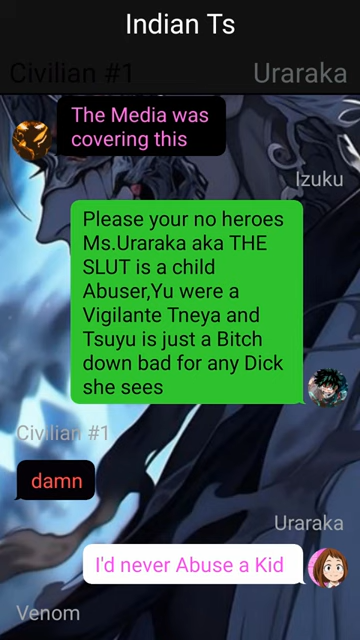 Indian Ts
Civilian #1
Uraraka
The Media was
covering this
Izuku
Please your no heroes
Ms.Uraraka aka THE
SLUT is a child
Abuser,Yu were a
Vigilante Tneya and
Tsuyu is just a Bitch
down bad for any Dick
she sees
Civilian #1
damn
Uraraka
I'd never Abuse a Kid
Venom